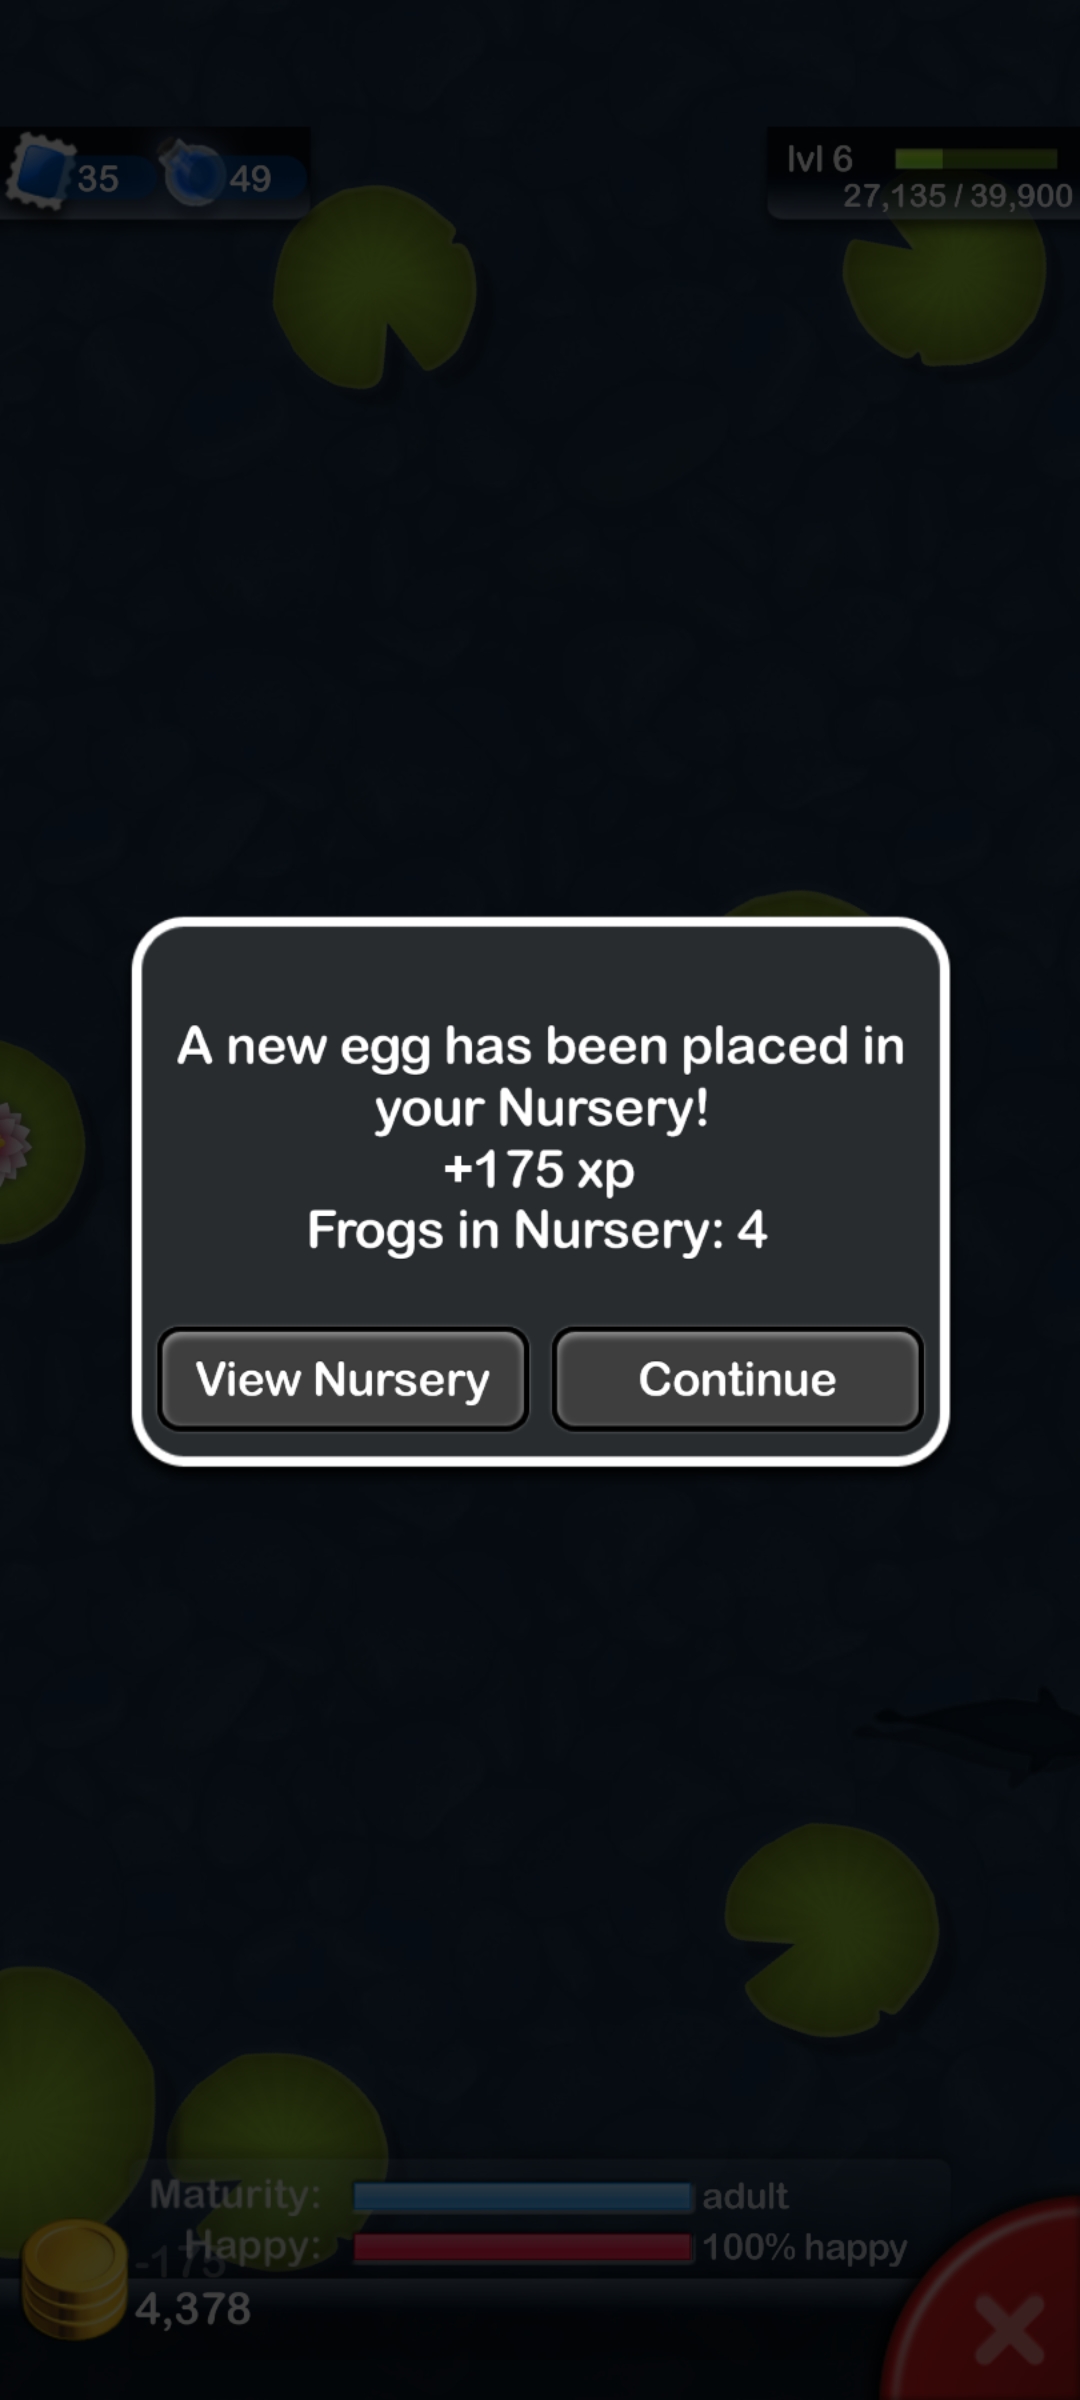 35
49
lvl 6
27,135 / 39,900
A new egg has been placed in
your Nursery!
+175 xp
Frogs in Nursery: 4
View Nursery
Continue
Maturity:
adult
Happy:
100% happy
-175
4,378